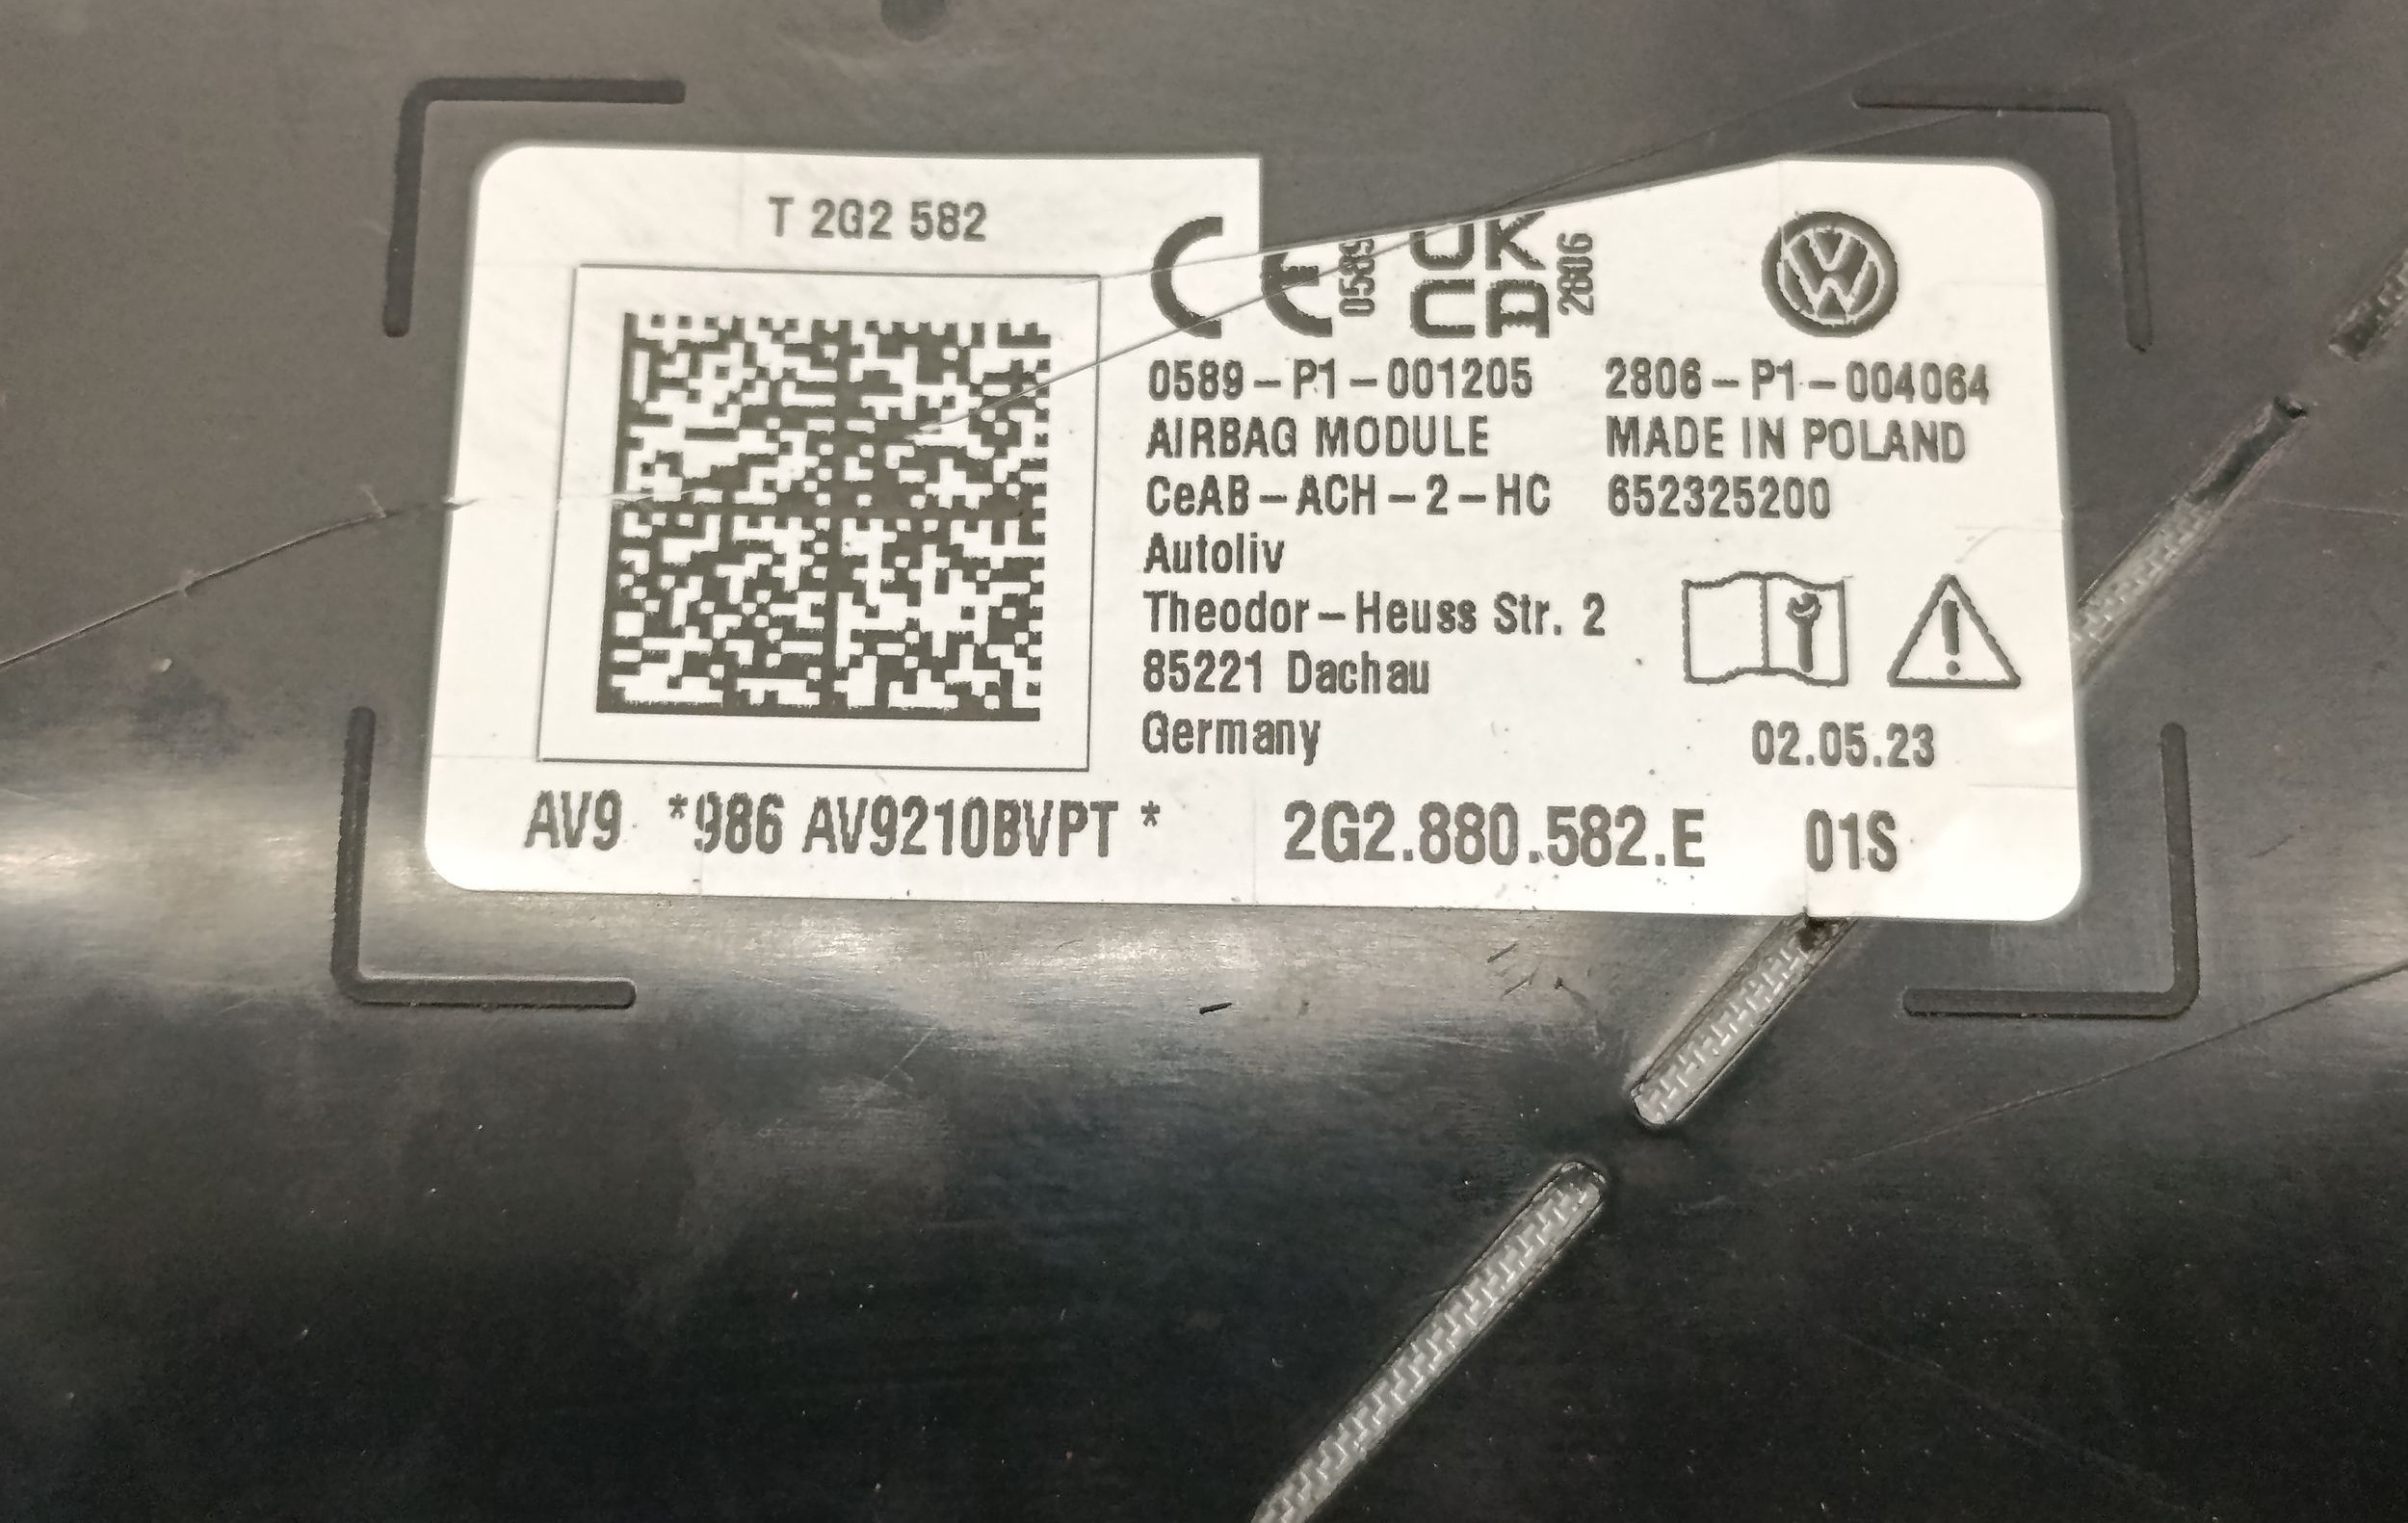 T 2G2 582
CE 0589 UK CA 2806
0589-P1-001205 2806-P1-004064
AIRBAG MODULE MADE IN POLAND
CeAB-ACH-2-HC 652325200
Autoliv
Theodor-Heuss Str. 2
85221 Dachau
Germany 02.05.23
AV9 *986 AV9210BVPT * 2G2.880.582.E 01S